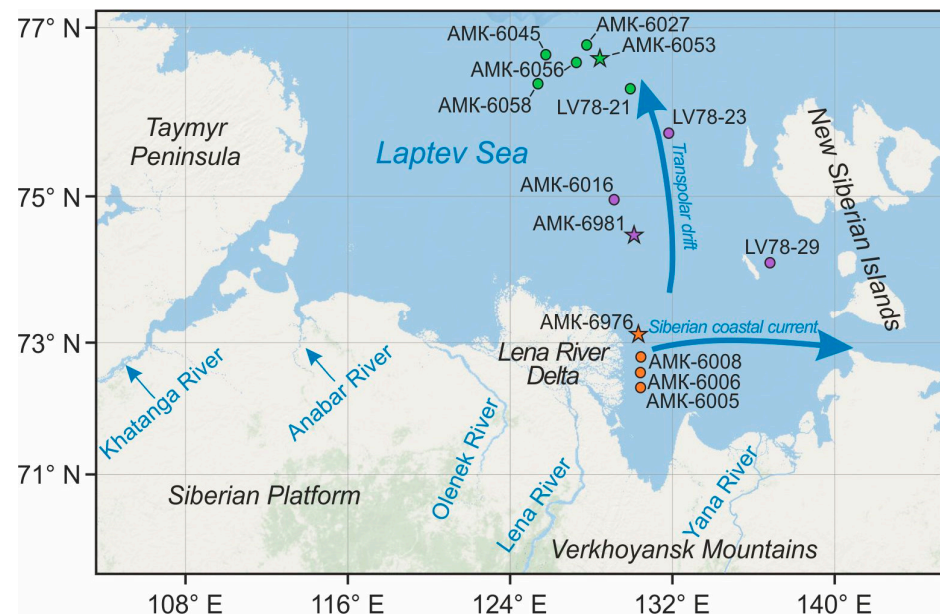 77° N
75° N
73° N
71° N
AMK-6045
AMK-6027
AMK-6053
AMK-6056
AMK-6058
LV78-21
LV78-23
Taymyr
Peninsula
Laptev Sea
Transpolar drift
New Siberian Islands
AMK-6016
AMK-6981
LV78-29
AMK-6976
Siberian coastal current
Lena River
Delta
AMK-6008
AMK-6006
AMK-6005
Khatanga River
Anabar River
Olenek River
Lena River
Yana River
Siberian Platform
Verkhoyansk Mountains
108° E
116° E
124° E
132° E
140° E